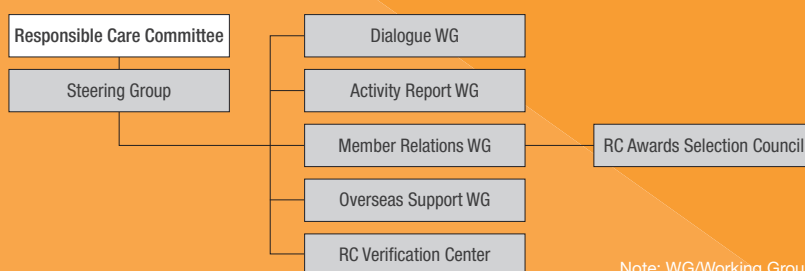 Responsible Care Committee
Steering Group
Dialogue WG
Activity Report WG
Member Relations WG
RC Awards Selection Council
Overseas Support WG
RC Verification Center
Note: WG/Working